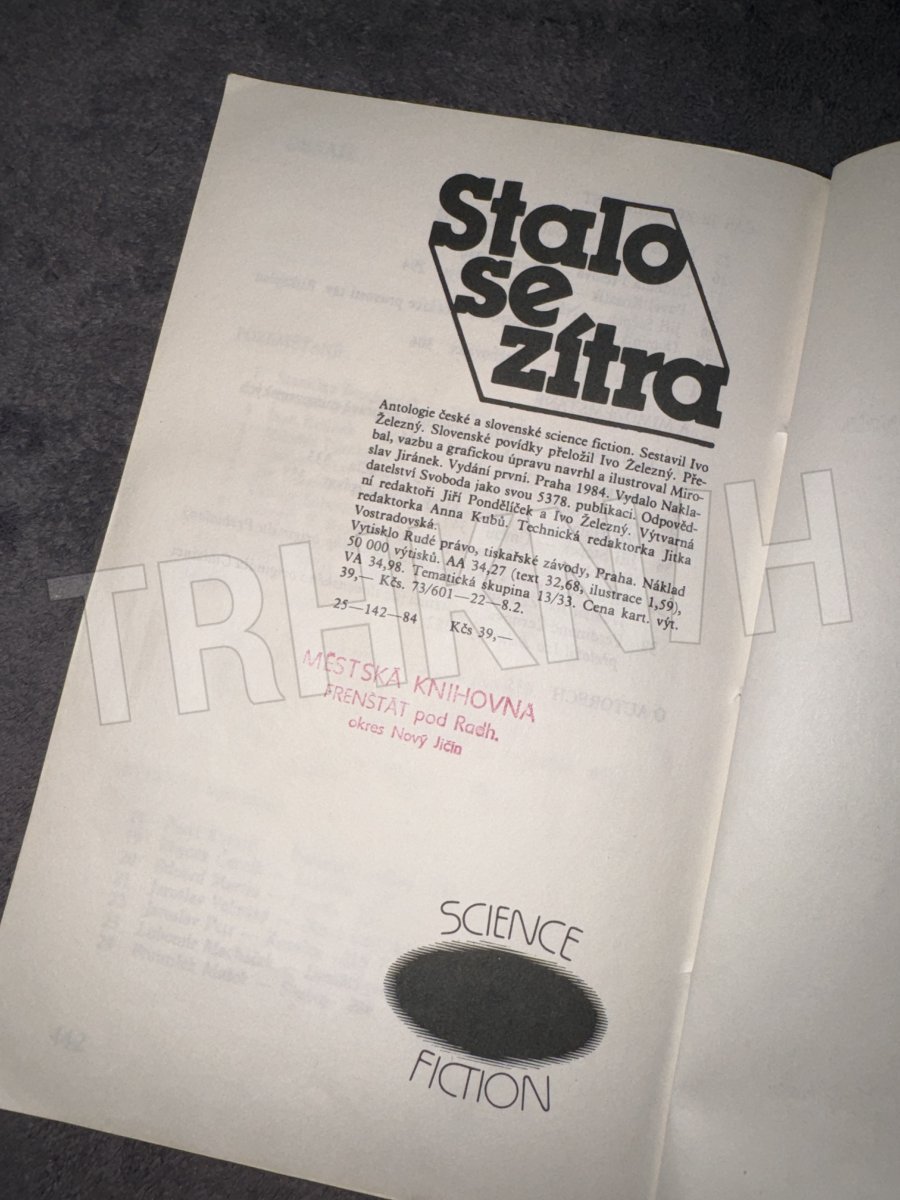 Stalo
se
zítra
Antologie české a slovenské science fiction. Sestavil Ivo
Železný. Slovenské povídky přeložil Ivo Železný. Pře-
bal, vazbu a grafickou úpravu navrhl a ilustroval Miro-
slav Jiránek. Vydání první. Praha 1984. Vydalo Nakla-
datelství Svoboda jako svou 5378. publikaci. Odpověd-
ní redaktoři Jiří Pondělíček a Ivo Železný. Výtvarná
redaktorka Anna Kubů. Technická redaktorka Jitka
Vostradovská.
Vytisklo Rudé právo, tiskařské závody, Praha. Náklad
50 000 výtisků. AA 34,27 (text 32,68, ilustrace 1,59),
VA 34,98. Tematická skupina 13/33. Cena kart. výt.
39,— Kčs. 73/601—22—8.2.
25—142—84 Kčs 39,—
MĚSTSKÁ KNIHOVNA
FRENŠTÁT pod Radh.
okres Nový Jičín
SCIENCE
FICTION
TRHKNIH